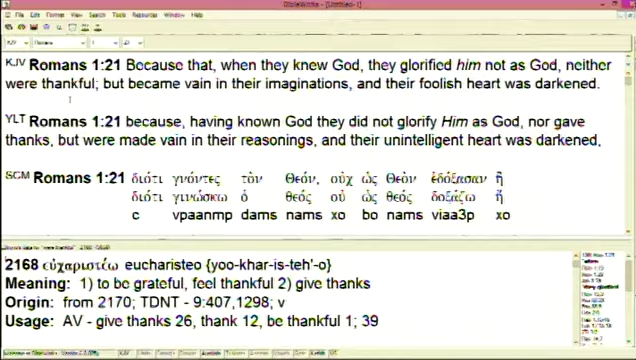 BibleWorks - [Untitled-1]
KJV Romans 1:21 Because that, when they knew God, they glorified him not as God, neither
were thankful; but became vain in their imaginations, and their foolish heart was darkened.
YLT Romans 1:21 because, having known God they did not glorify Him as God, nor gave
thanks, but were made vain in their reasonings, and their unintelligent heart was darkened,
SCM Romans 1:21 διότι γνόντες τὸν Θεόν, οὐχ ὡς Θεὸν ἐδόξασαν ἢ
διότι γινώσκω ὁ θεός οὐ ὡς θεός δοξάζω ἤ
c vpaanmp dams nams xo bo nams viaa3p xo
2168 εὐχαριστέω eucharisteo {yoo-khar-is-teh'-o}
Meaning: 1) to be grateful, feel thankful 2) give thanks
Origin: from 2170; TDNT - 9:407,1298; v
Usage: AV - give thanks 26, thank 12, be thankful 1; 39